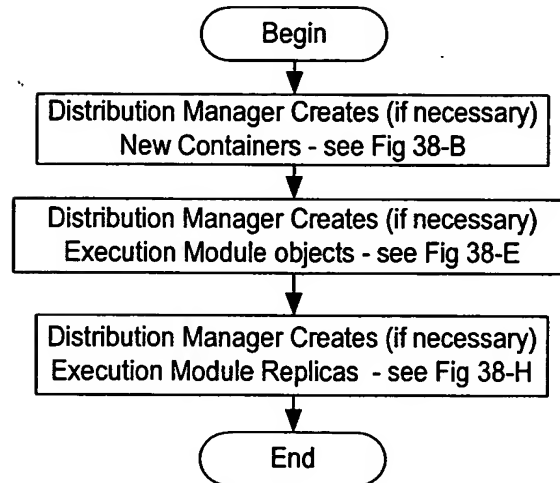 Begin
Distribution Manager Creates (if necessary)
New Containers - see Fig 38-B
Distribution Manager Creates (if necessary)
Execution Module objects - see Fig 38-E
Distribution Manager Creates (if necessary)
Execution Module Replicas - see Fig 38-H
End